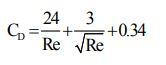 C_D = 24/Re + 3/√Re + 0.34